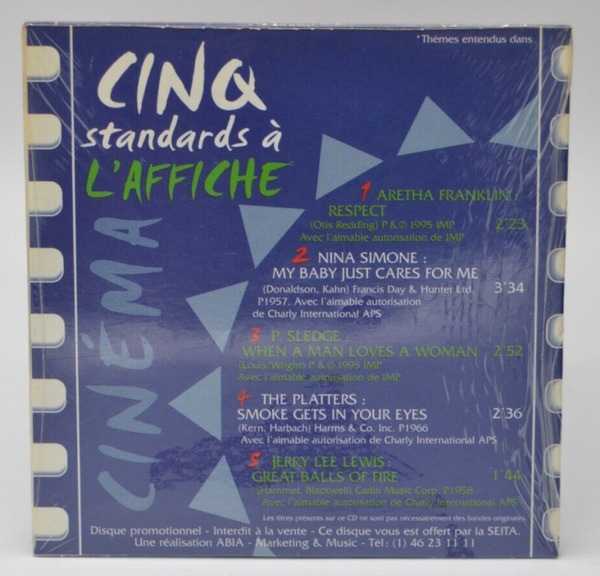 *Thèmes entendus dans
CINQ
standards à
L'AFFICHE
CINÉMA
1 ARETHA FRANKLIN :
RESPECT
(Otis Redding) P & © 1995 IMP 2'23
Avec l'aimable autorisation de IMP
2 NINA SIMONE :
MY BABY JUST CARES FOR ME
(Donaldson, Kahn) Francis Day & Hunter Ltd. 3'34
P1957. Avec l'aimable autorisation
de Charly International APS
3 P. SLEDGE :
WHEN A MAN LOVES A WOMAN 2'52
(Louis/Wright) P & © 1995 IMP
Avec l'aimable autorisation de IMP
4 THE PLATTERS :
SMOKE GETS IN YOUR EYES 2'36
(Kern, Harbach) Harms & Co. Inc. P1966
Avec l'aimable autorisation de Charly International APS
5 JERRY LEE LEWIS :
GREAT BALLS OF FIRE 1'44
(Hammer, Blackwel) Carlin Music Corp. P1958
Avec l'aimable autorisation de Charly International APS
Les titres présents sur ce CD ne sont pas nécessairement des bandes originales
Disque promotionnel - Interdit à la vente - Ce disque vous est offert par la SEITA.
Une réalisation ABIA - Marketing & Music - Tél : (1) 46 23 11 11